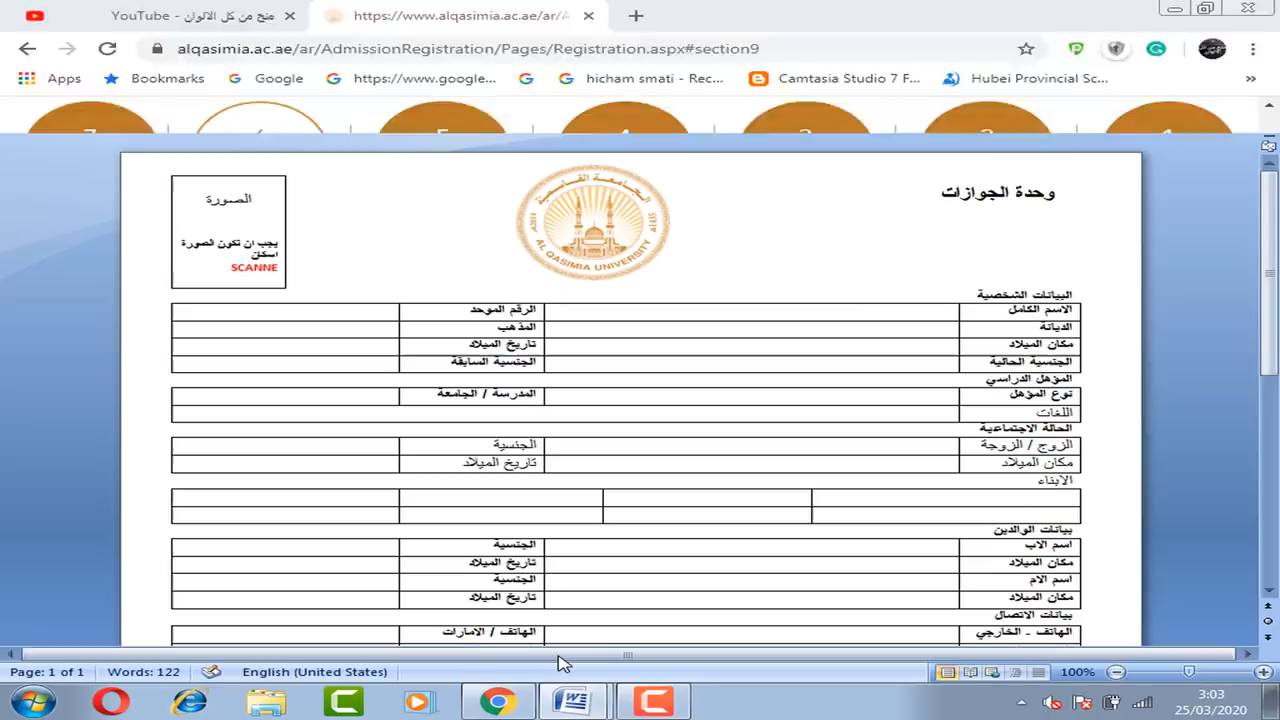 منح من كل الالوان - YouTube
https://www.alqasimia.ac.ae/ar/A
alqasimia.ac.ae/ar/AdmissionRegistration/Pages/Registration.aspx#section9
Apps
Bookmarks
Google
https://www.google...
hicham smati - Rec...
Camtasia Studio 7 F...
Hubei Provincial Sc...
»
وحدة الجوازات
الجامعة القاسمية
1435هـ
2014م
AL QASIMIA UNIVERSITY
الصورة
يجب ان تكون الصورة
اسكان
SCANNE
البيانات الشخصية
الاسم الكامل الرقم الموحد
الديانة المذهب
مكان الميلاد تاريخ الميلاد
الجنسية الحالية الجنسية السابقة
المؤهل الدراسي
نوع المؤهل المدرسة / الجامعة
اللغات
الحالة الاجتماعية
الزوج / الزوجة الجنسية
مكان الميلاد تاريخ الميلاد
الابناء
بيانات الوالدين
اسم الاب الجنسية
مكان الميلاد تاريخ الميلاد
اسم الام الجنسية
مكان الميلاد تاريخ الميلاد
بيانات الاتصال
الهاتف - الخارجي الهاتف / الامارات
Page: 1 of 1
Words: 122
English (United States)
100%
3:03
25/03/2020